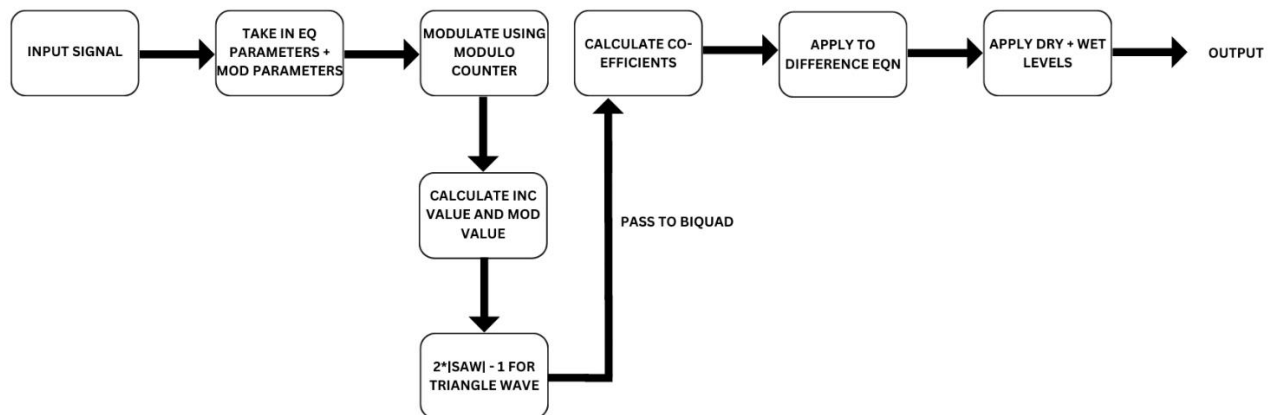 INPUT SIGNAL
TAKE IN EQ
PARAMETERS +
MOD PARAMETERS
MODULATE USING
MODULO
COUNTER
CALCULATE INC
VALUE AND MOD
VALUE
2*|SAW| - 1 FOR
TRIANGLE WAVE
PASS TO BIQUAD
CALCULATE CO-
EFFICIENTS
APPLY TO
DIFFERENCE EQN
APPLY DRY + WET
LEVELS
OUTPUT